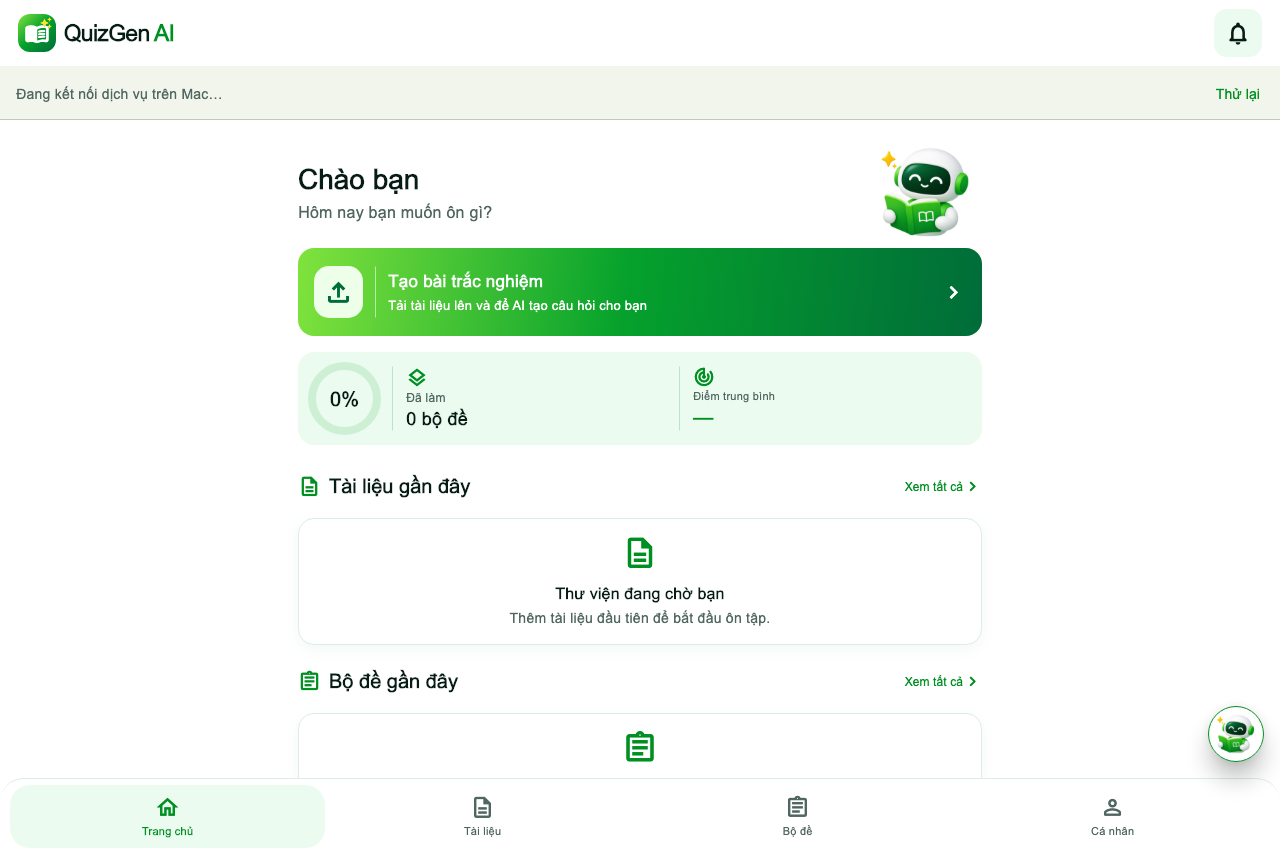 QuizGen AI
Đang kết nối dịch vụ trên Mac...
Thử lại
Chào bạn
Hôm nay bạn muốn ôn gì?
Tạo bài trắc nghiệm
Tải tài liệu lên và để AI tạo câu hỏi cho bạn
0%
Đã làm
0 bộ đề
Điểm trung bình
—
Tài liệu gần đây
Xem tất cả
Thư viện đang chờ bạn
Thêm tài liệu đầu tiên để bắt đầu ôn tập.
Bộ đề gần đây
Xem tất cả
Trang chủ
Tài liệu
Bộ đề
Cá nhân